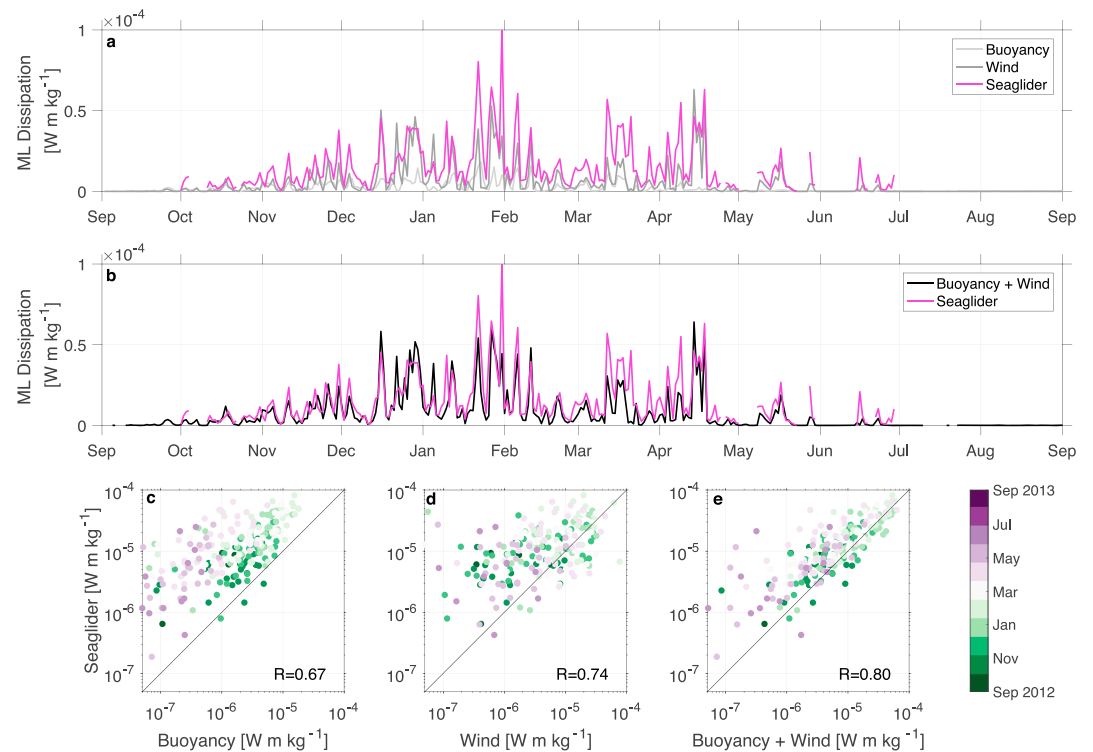 ×10⁻⁴
a
1
0.5
0
ML Dissipation
[W m kg⁻¹]
Buoyancy
Wind
Seaglider
Sep Oct Nov Dec Jan Feb Mar Apr May Jun Jul Aug Sep
×10⁻⁴
b
1
0.5
0
ML Dissipation
[W m kg⁻¹]
Buoyancy + Wind
Seaglider
Sep Oct Nov Dec Jan Feb Mar Apr May Jun Jul Aug Sep
c
10⁻⁴
10⁻⁵
10⁻⁶
10⁻⁷
Seaglider [W m kg⁻¹]
R=0.67
10⁻⁷ 10⁻⁶ 10⁻⁵ 10⁻⁴
Buoyancy [W m kg⁻¹]
d
10⁻⁴
10⁻⁵
10⁻⁶
10⁻⁷
R=0.74
10⁻⁷ 10⁻⁶ 10⁻⁵ 10⁻⁴
Wind [W m kg⁻¹]
e
10⁻⁴
10⁻⁵
10⁻⁶
10⁻⁷
R=0.80
10⁻⁷ 10⁻⁶ 10⁻⁵ 10⁻⁴
Buoyancy + Wind [W m kg⁻¹]
Sep 2013
Jul
May
Mar
Jan
Nov
Sep 2012